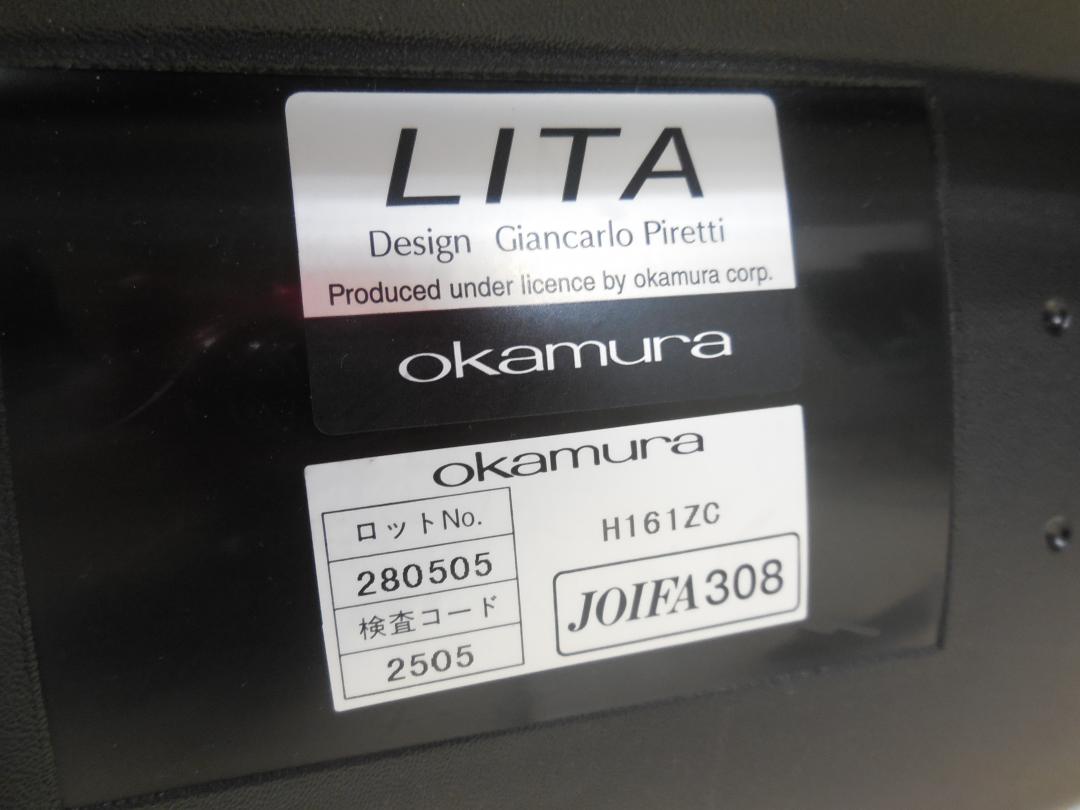 LITA
Design Giancarlo Piretti
Produced under licence by okamura corp.
okamura
okamura
ロットNo.
280505
検査コード
2505
H161ZC
JOIFA308